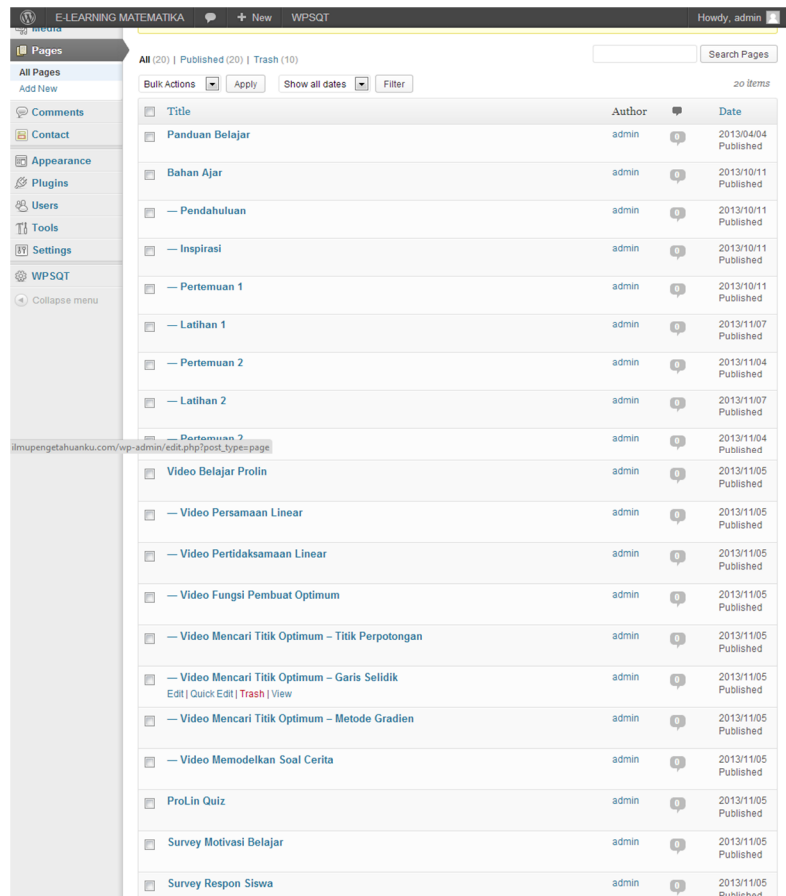 E-LEARNING MATEMATIKA + New WPSQT Howdy, admin
Media
Pages
All Pages
Add New
Comments
Contact
Appearance
Plugins
Users
Tools
Settings
WPSQT
Collapse menu
All (20) | Published (20) | Trash (10)
Search Pages
Bulk Actions Apply Show all dates Filter 20 items
Title Author Date
Panduan Belajar admin 0 2013/04/04
Published
Bahan Ajar admin 0 2013/10/11
Published
— Pendahuluan admin 0 2013/10/11
Published
— Inspirasi admin 0 2013/10/11
Published
— Pertemuan 1 admin 0 2013/10/11
Published
— Latihan 1 admin 0 2013/11/07
Published
— Pertemuan 2 admin 0 2013/11/04
Published
— Latihan 2 admin 0 2013/11/07
Published
— Pertemuan 2 admin 0 2013/11/04
Published
ilmupengetahuanku.com/wp-admin/edit.php?post_type=page
Video Belajar Prolin admin 0 2013/11/05
Published
— Video Persamaan Linear admin 0 2013/11/05
Published
— Video Pertidaksamaan Linear admin 0 2013/11/05
Published
— Video Fungsi Pembuat Optimum admin 0 2013/11/05
Published
— Video Mencari Titik Optimum – Titik Perpotongan admin 0 2013/11/05
Published
— Video Mencari Titik Optimum – Garis Selidik admin 0 2013/11/05
Edit | Quick Edit | Trash | View Published
— Video Mencari Titik Optimum – Metode Gradien admin 0 2013/11/05
Published
— Video Memodelkan Soal Cerita admin 0 2013/11/05
Published
ProLin Quiz admin 0 2013/11/05
Published
Survey Motivasi Belajar admin 0 2013/11/05
Published
Survey Respon Siswa admin 0 2013/11/05
Published